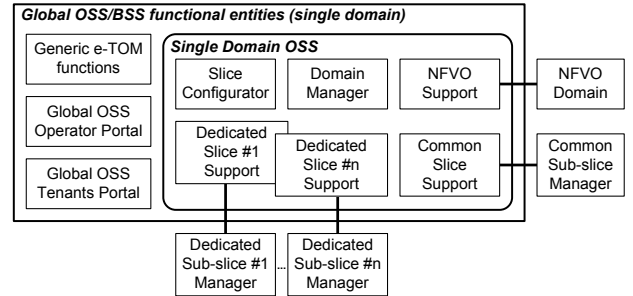 Global OSS/BSS functional entities (single domain)
Generic e-TOM
functions
Global OSS
Operator Portal
Global OSS
Tenants Portal
Single Domain OSS
Slice
Configurator
Domain
Manager
NFVO
Support
NFVO
Domain
Dedicated
Slice #1
Support
Dedicated
Slice #n
Support
Common
Slice
Support
Common
Sub-slice
Manager
Dedicated
Sub-slice #1
Manager
...
Dedicated
Sub-slice #n
Manager